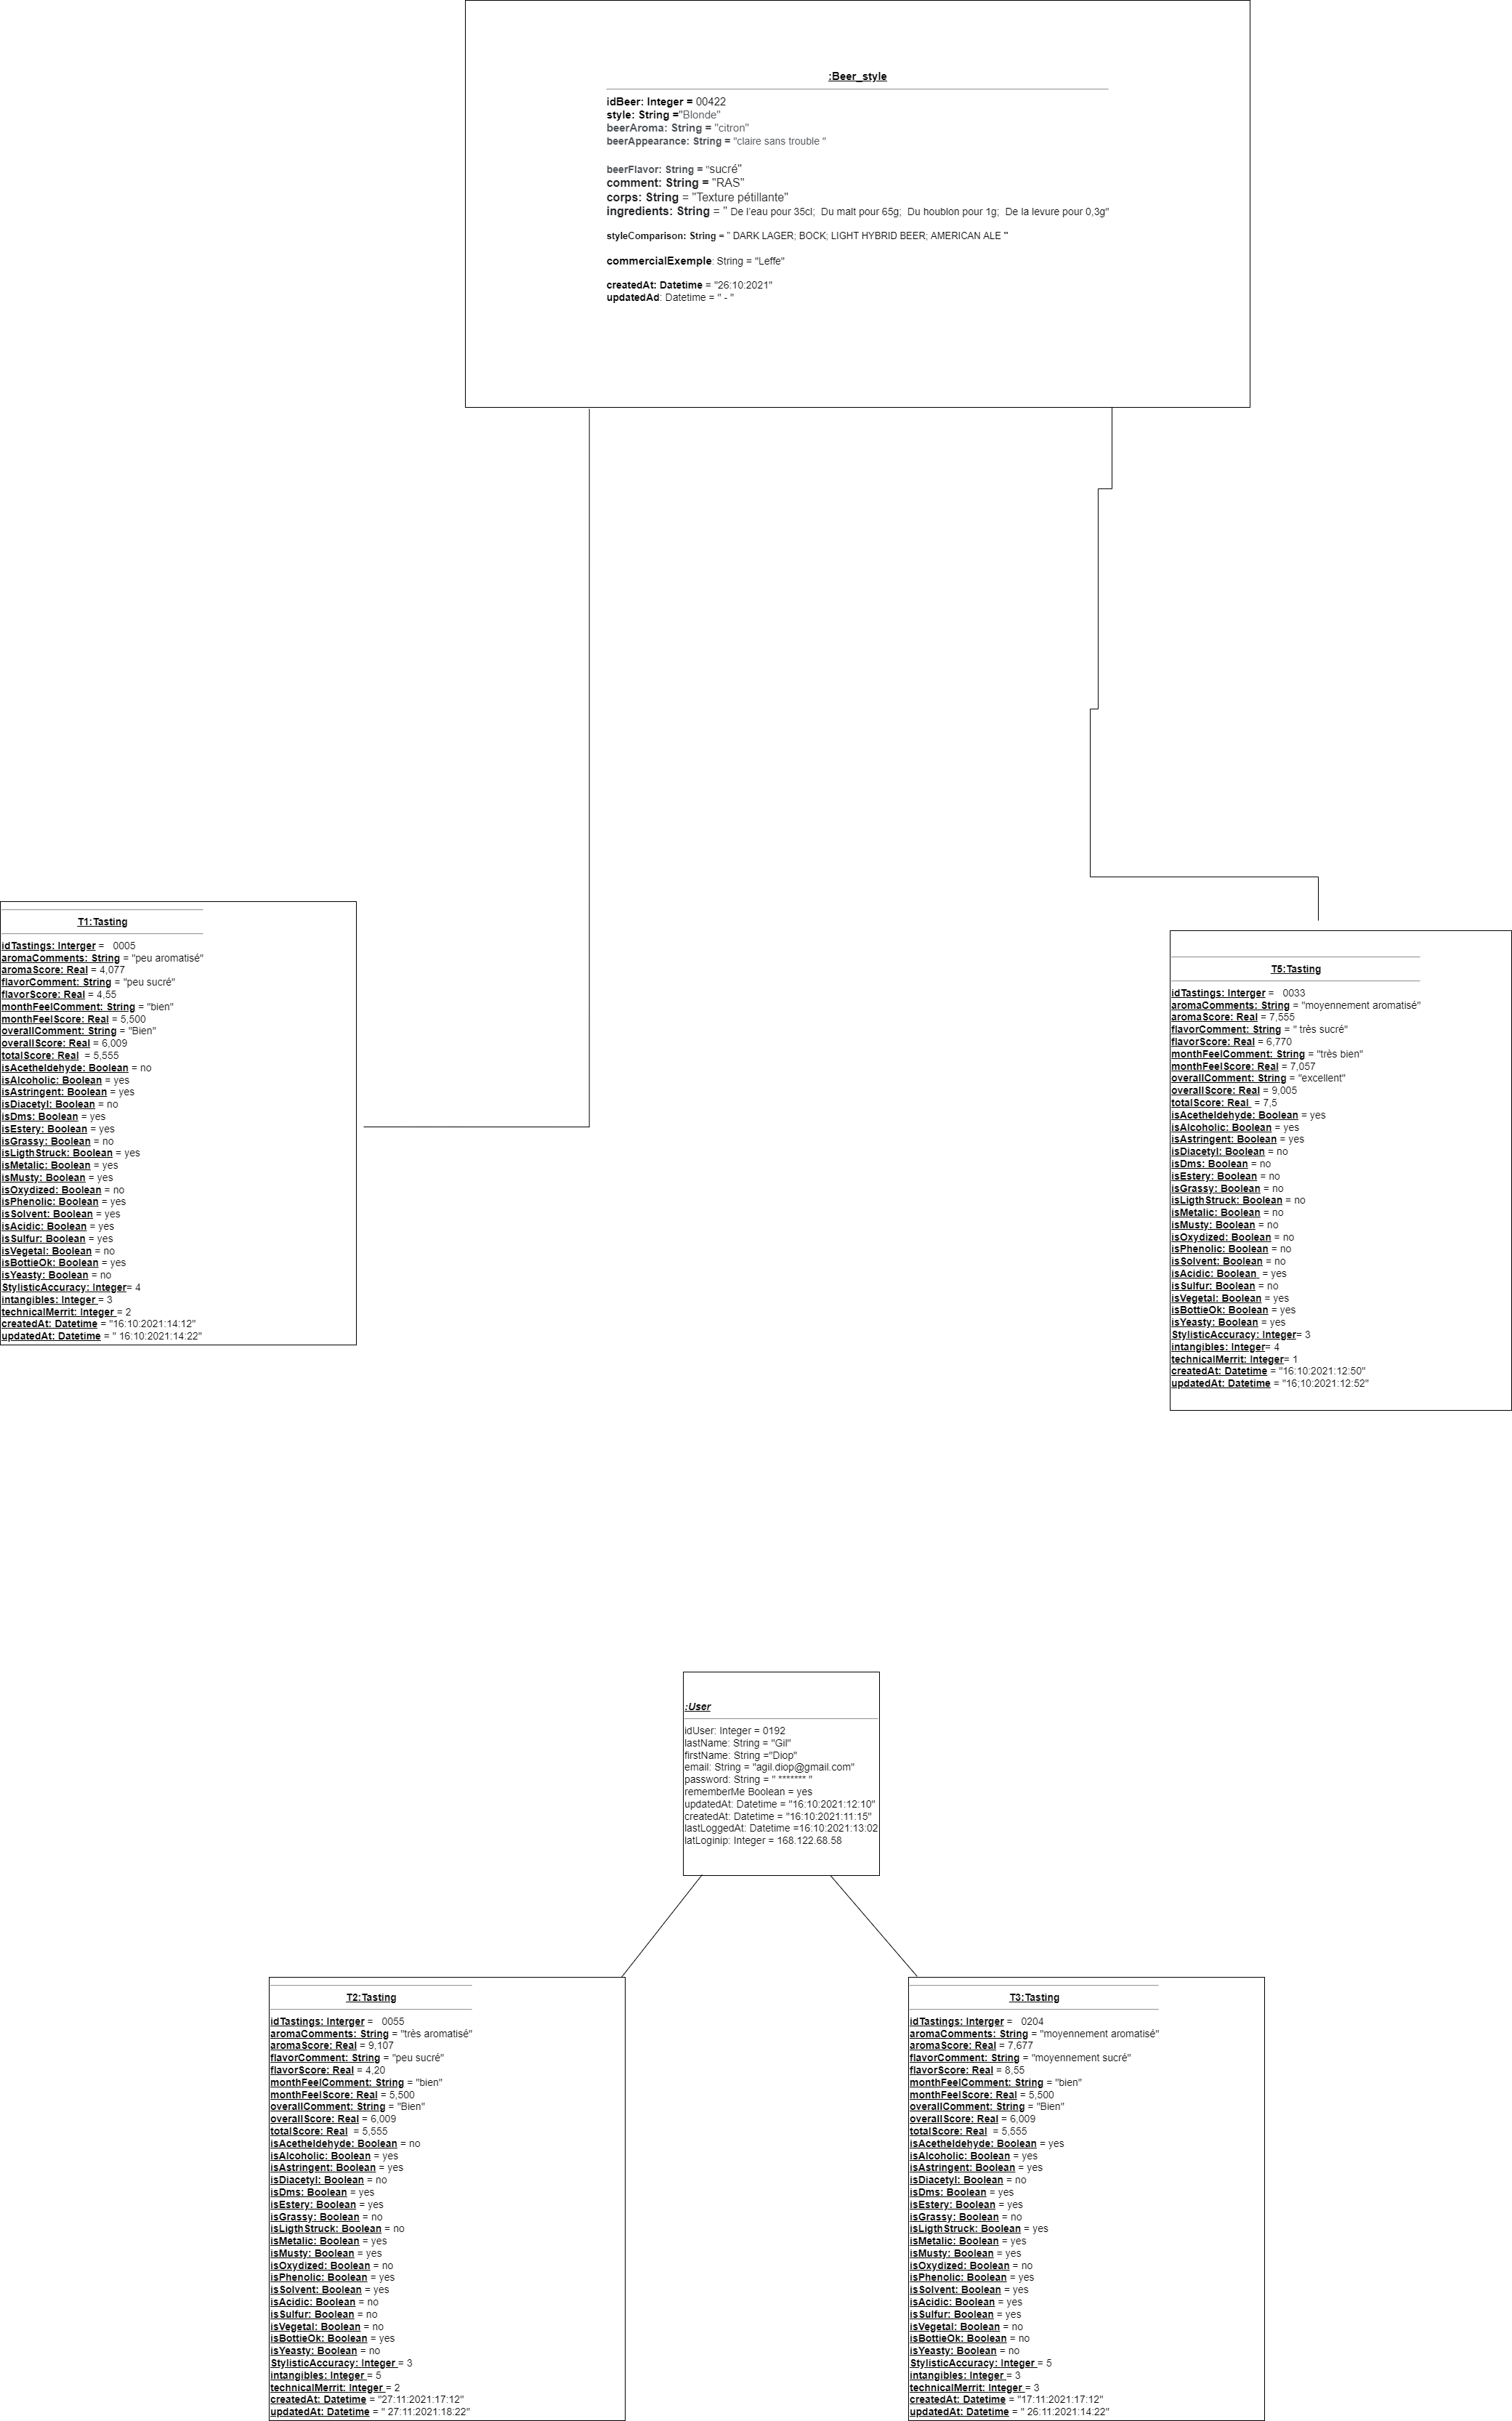 :Beer_style
idBeer: Integer = 00422
style: String ="Blonde"
beerAroma: String = "citron"
beerAppearance: String = "claire sans trouble "
beerFlavor: String = "sucré"
comment: String = "RAS"
corps: String = "Texture pétillante"
ingredients: String = " De l'eau pour 35cl;  Du malt pour 65g;  Du houblon pour 1g;  De la levure pour 0,3g"
styleComparison: String = " DARK LAGER; BOCK; LIGHT HYBRID BEER; AMERICAN ALE "
commercialExemple: String = "Leffe"
createdAt: Datetime = "26:10:2021"
updatedAd: Datetime = " - "
T1:Tasting
idTastings: Interger =   0005
aromaComments: String = "peu aromatisé"
aromaScore: Real = 4,077
flavorComment: String = "peu sucré"
flavorScore: Real = 4,55
monthFeelComment: String = "bien"
monthFeelScore: Real = 5,500
overallComment: String = "Bien"
overallScore: Real = 6,009
totalScore: Real  = 5,555
isAcetheldehyde: Boolean = no
isAlcoholic: Boolean = yes
isAstringent: Boolean = yes
isDiacetyl: Boolean = no
isDms: Boolean = yes
isEstery: Boolean = yes
isGrassy: Boolean = no
isLigthStruck: Boolean = yes
isMetalic: Boolean = yes
isMusty: Boolean = yes
isOxydized: Boolean = no
isPhenolic: Boolean = yes
isSolvent: Boolean = yes
isAcidic: Boolean = yes
isSulfur: Boolean = yes
isVegetal: Boolean = no
isBottieOk: Boolean = yes
isYeasty: Boolean = no
StylisticAccuracy: Integer= 4
intangibles: Integer = 3
technicalMerrit: Integer = 2
createdAt: Datetime = "16:10:2021:14:12"
updatedAt: Datetime = " 16:10:2021:14:22"
T5:Tasting
idTastings: Interger =   0033
aromaComments: String = "moyennement aromatisé"
aromaScore: Real = 7,555
flavorComment: String = " très sucré"
flavorScore: Real = 6,770
monthFeelComment: String = "très bien"
monthFeelScore: Real = 7,057
overallComment: String = "excellent"
overallScore: Real = 9,005
totalScore: Real  = 7,5
isAcetheldehyde: Boolean = yes
isAlcoholic: Boolean = yes
isAstringent: Boolean = yes
isDiacetyl: Boolean = no
isDms: Boolean = no
isEstery: Boolean = no
isGrassy: Boolean = no
isLigthStruck: Boolean = no
isMetalic: Boolean = no
isMusty: Boolean = no
isOxydized: Boolean = no
isPhenolic: Boolean = no
isSolvent: Boolean = no
isAcidic: Boolean  = yes
isSulfur: Boolean = no
isVegetal: Boolean = yes
isBottieOk: Boolean = yes
isYeasty: Boolean = yes
StylisticAccuracy: Integer= 3
intangibles: Integer= 4
technicalMerrit: Integer= 1
createdAt: Datetime = "16:10:2021:12:50"
updatedAt: Datetime = "16;10:2021:12:52"
:User
idUser: Integer = 0192
lastName: String = "Gil"
firstName: String ="Diop"
email: String = "agil.diop@gmail.com"
password: String = " ******* "
rememberMe Boolean = yes
updatedAt: Datetime = "16:10:2021:12:10"
createdAt: Datetime = "16:10:2021:11:15"
lastLoggedAt: Datetime =16:10:2021:13:02
latLoginip: Integer = 168.122.68.58
T2:Tasting
idTastings: Interger =   0055
aromaComments: String = "très aromatisé"
aromaScore: Real = 9,107
flavorComment: String = "peu sucré"
flavorScore: Real = 4,20
monthFeelComment: String = "bien"
monthFeelScore: Real = 5,500
overallComment: String = "Bien"
overallScore: Real = 6,009
totalScore: Real  = 5,555
isAcetheldehyde: Boolean = no
isAlcoholic: Boolean = yes
isAstringent: Boolean = yes
isDiacetyl: Boolean = no
isDms: Boolean = yes
isEstery: Boolean = yes
isGrassy: Boolean = no
isLigthStruck: Boolean = no
isMetalic: Boolean = yes
isMusty: Boolean = yes
isOxydized: Boolean = no
isPhenolic: Boolean = yes
isSolvent: Boolean = yes
isAcidic: Boolean = no
isSulfur: Boolean = no
isVegetal: Boolean = no
isBottieOk: Boolean = yes
isYeasty: Boolean = no
StylisticAccuracy: Integer = 3
intangibles: Integer = 5
technicalMerrit: Integer = 2
createdAt: Datetime = "27:11:2021:17:12"
updatedAt: Datetime = " 27:11:2021:18:22"
T3:Tasting
idTastings: Interger =   0204
aromaComments: String = "moyennement aromatisé"
aromaScore: Real = 7,677
flavorComment: String = "moyennement sucré"
flavorScore: Real = 8,55
monthFeelComment: String = "bien"
monthFeelScore: Real = 5,500
overallComment: String = "Bien"
overallScore: Real = 6,009
totalScore: Real  = 5,555
isAcetheldehyde: Boolean = yes
isAlcoholic: Boolean = yes
isAstringent: Boolean = yes
isDiacetyl: Boolean = no
isDms: Boolean = yes
isEstery: Boolean = yes
isGrassy: Boolean = no
isLigthStruck: Boolean = yes
isMetalic: Boolean = yes
isMusty: Boolean = yes
isOxydized: Boolean = no
isPhenolic: Boolean = yes
isSolvent: Boolean = yes
isAcidic: Boolean = yes
isSulfur: Boolean = yes
isVegetal: Boolean = no
isBottieOk: Boolean = no
isYeasty: Boolean = no
StylisticAccuracy: Integer = 5
intangibles: Integer = 3
technicalMerrit: Integer = 3
createdAt: Datetime = "17:11:2021:17:12"
updatedAt: Datetime = " 26:11:2021:14:22"